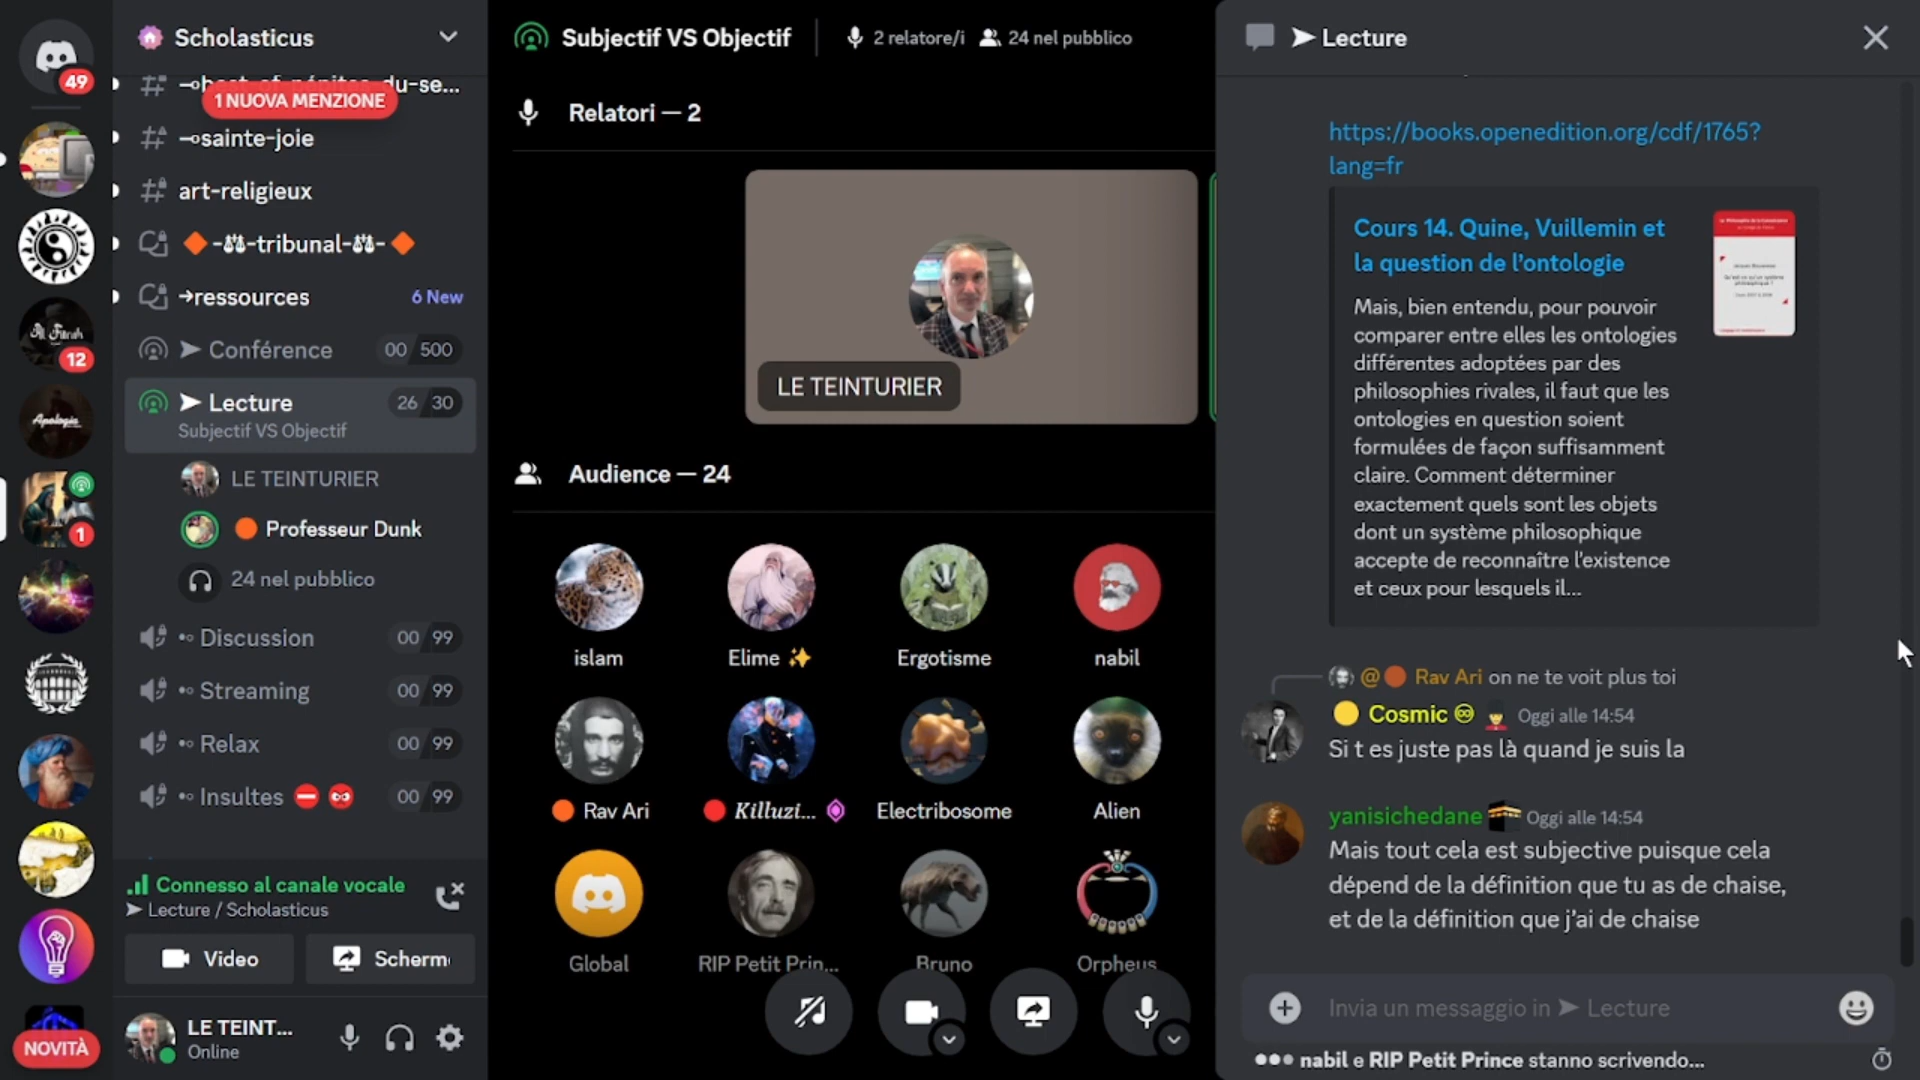 49
12
1
NOVITÀ
Scholasticus
1 NUOVA MENZIONE
du-se...
sainte-joie
art-religieux
-tribunal-
ressources
6 New
Conférence
00 500
Lecture
26 30
Subjectif VS Objectif
LE TEINTURIER
Professeur Dunk
24 nel pubblico
Discussion
00 99
Streaming
00 99
Relax
00 99
Insultes
00 99
Connesso al canale vocale
Lecture / Scholasticus
Video
Scherm
LE TEINT...
Online
Subjectif VS Objectif
2 relatore/i
24 nel pubblico
Relatori — 2
LE TEINTURIER
Audience — 24
islam
Elime
Ergotisme
nabil
Rav Ari
Killuzi...
Electribosome
Alien
Global
RIP Petit Prin...
Bruno
Orpheus
Lecture
https://books.openedition.org/cdf/1765?
lang=fr
Cours 14. Quine, Vuillemin et
la question de l'ontologie
Mais, bien entendu, pour pouvoir
comparer entre elles les ontologies
différentes adoptées par des
philosophies rivales, il faut que les
ontologies en question soient
formulées de façon suffisamment
claire. Comment déterminer
exactement quels sont les objets
dont un système philosophique
accepte de reconnaître l'existence
et ceux pour lesquels il...
@ Rav Ari on ne te voit plus toi
Cosmic Oggi alle 14:54
Si t es juste pas là quand je suis la
yanisichedane Oggi alle 14:54
Mais tout cela est subjective puisque cela
dépend de la définition que tu as de chaise,
et de la définition que j'ai de chaise
Invia un messaggio in Lecture
nabil e RIP Petit Prince stanno scrivendo...